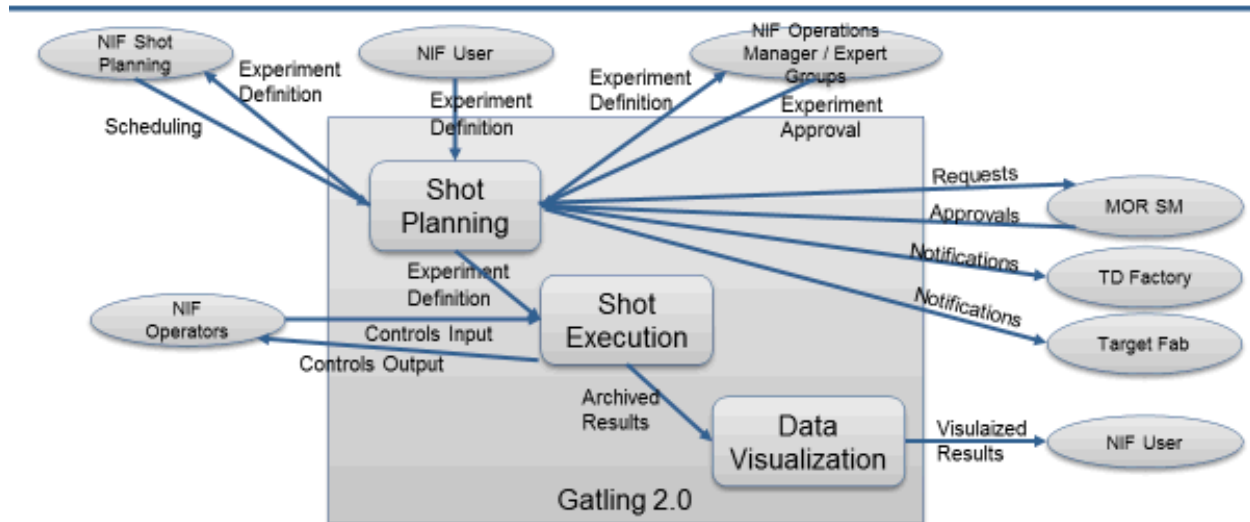 NIF Shot
Planning
NIF User
NIF Operations
Manager / Expert
Groups
Experiment
Definition
Scheduling
Experiment
Definition
Experiment
Definition
Experiment
Approval
Shot
Planning
Requests
MOR SM
Approvals
Notifications
TD Factory
Notifications
Target Fab
Experiment
Definition
NIF
Operators
Controls Input
Controls Output
Shot
Execution
Archived
Results
Data
Visualization
Visulaized
Results
NIF User
Gatling 2.0